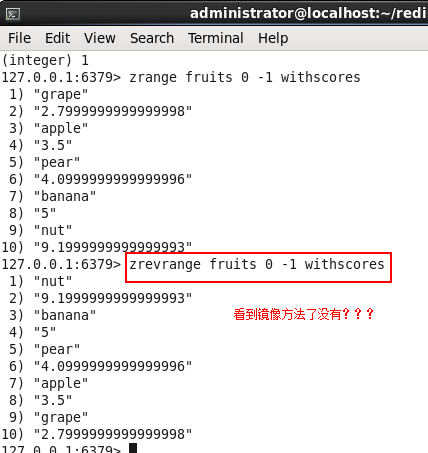 administrator@localhost:~/redi
File Edit View Search Terminal Help
(integer) 1
127.0.0.1:6379> zrange fruits 0 -1 withscores
1) "grape"
2) "2.7999999999999998"
3) "apple"
4) "3.5"
5) "pear"
6) "4.0999999999999996"
7) "banana"
8) "5"
9) "nut"
10) "9.1999999999999993"
127.0.0.1:6379> zrevrange fruits 0 -1 withscores
1) "nut"
2) "9.1999999999999993"
3) "banana"
4) "5"
看到镜像方法了没有？？？
5) "pear"
6) "4.0999999999999996"
7) "apple"
8) "3.5"
9) "grape"
10) "2.7999999999999998"
127.0.0.1:6379>